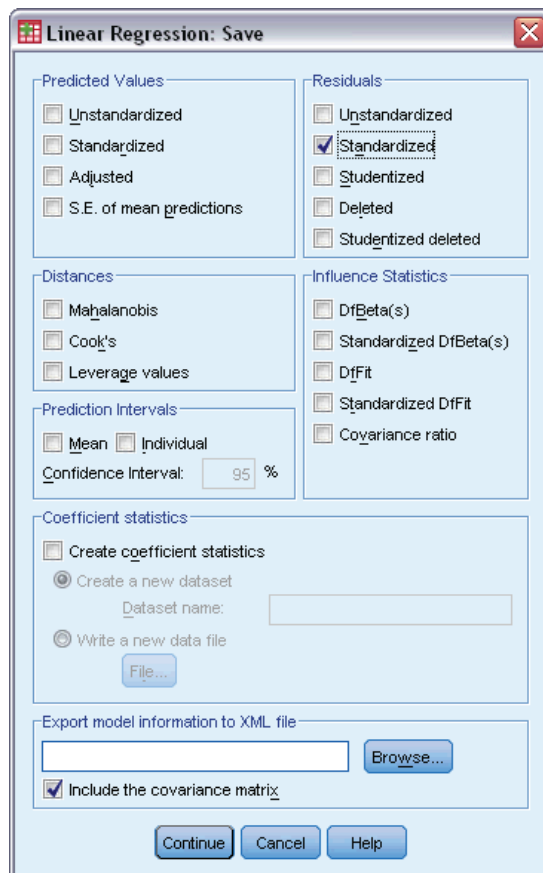 Linear Regression: Save
Predicted Values
Unstandardized
Standardized
Adjusted
S.E. of mean predictions
Residuals
Unstandardized
Standardized
Studentized
Deleted
Studentized deleted
Distances
Mahalanobis
Cook's
Leverage values
Influence Statistics
DfBeta(s)
Standardized DfBeta(s)
DfFit
Standardized DfFit
Covariance ratio
Prediction Intervals
Mean Individual
Confidence Interval: 95 %
Coefficient statistics
Create coefficient statistics
Create a new dataset
Dataset name:
Write a new data file
File...
Export model information to XML file
Browse...
Include the covariance matrix
Continue Cancel Help